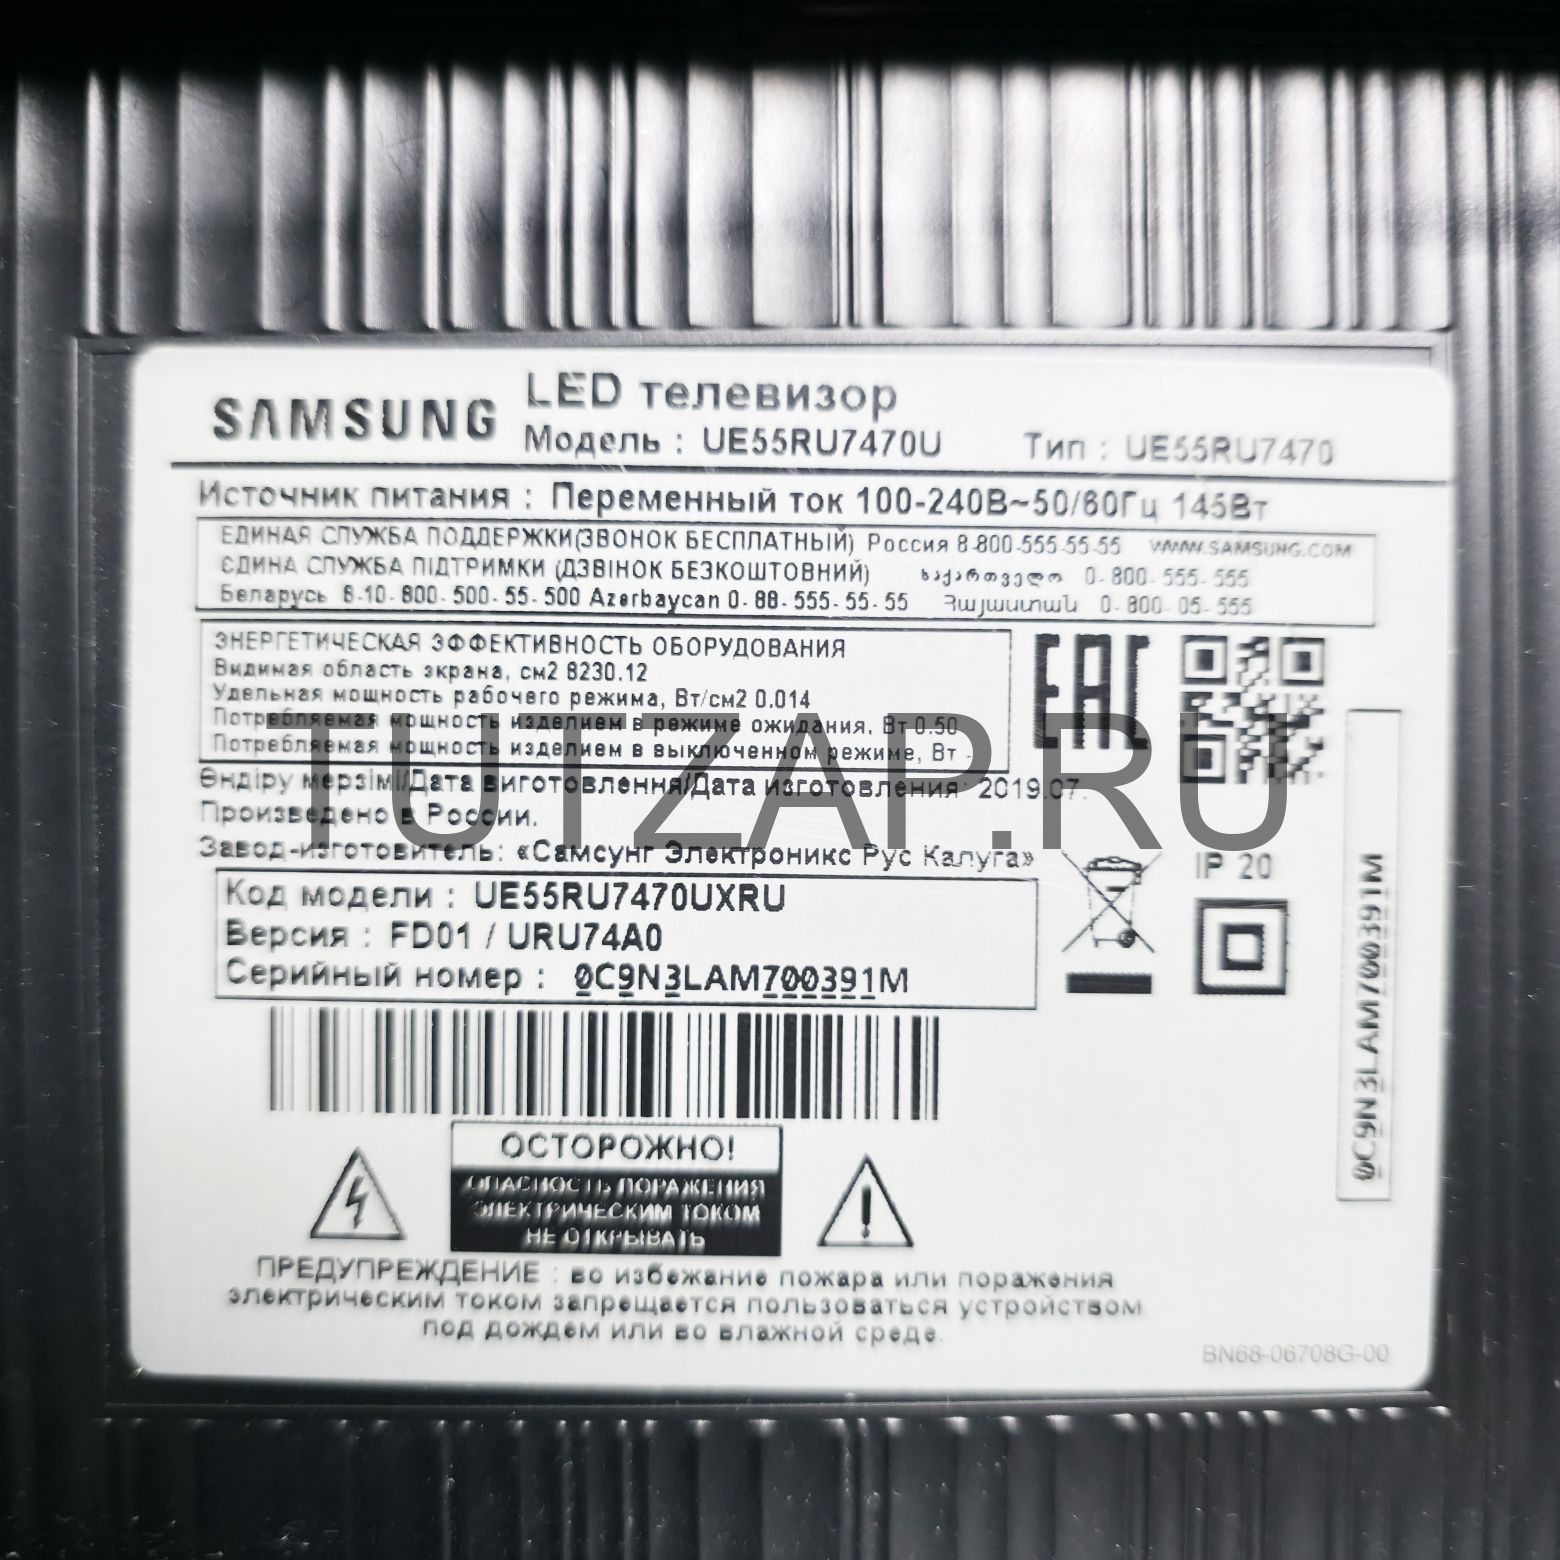 SAMSUNG
LED телевизор
Модель : UE55RU7470U Тип : UE55RU7470
Источник питания : Переменный ток 100-240В~50/60Гц 145Вт
ЕДИНАЯ СЛУЖБА ПОДДЕРЖКИ(ЗВОНОК БЕСПЛАТНЫЙ) Россия 8-800-555-55-55 WWW.SAMSUNG.COM
ЄДИНА СЛУЖБА ПІДТРИМКИ (ДЗВІНОК БЕЗКОШТОВНИЙ) საქართველო 0-800-555-555
Беларусь 8-10-800-500-55-500 Azərbaycan 0-88-555-55-55 Հայաստան 0-800-05-555
ЭНЕРГЕТИЧЕСКАЯ ЭФФЕКТИВНОСТЬ ОБОРУДОВАНИЯ
Видимая область экрана, см2 8230.12
Удельная мощность рабочего режима, Вт/см2 0.014
Потребляемая мощность изделием в режиме ожидания, Вт 0.50
Потребляемая мощность изделием в выключенном режиме, Вт -
EAC
TUTZAP.RU
Өндіру мерзімі/Дата виготовлення/Дата изготовления: 2019.07.
Произведено в России.
Завод-изготовитель: «Самсунг Электроникс Рус Калуга»
IP 20
Код модели : UE55RU7470UXRU
Версия : FD01 / URU74A0
Серийный номер : 0C9N3LAM700391M
0C9N3LAM700391M
ОСТОРОЖНО!
ОПАСНОСТЬ ПОРАЖЕНИЯ
ЭЛЕКТРИЧЕСКИМ ТОКОМ
НЕ ОТКРЫВАТЬ
ПРЕДУПРЕЖДЕНИЕ : во избежание пожара или поражения
электрическим током запрещается пользоваться устройством
под дождем или во влажной среде.
BN68-06708G-00